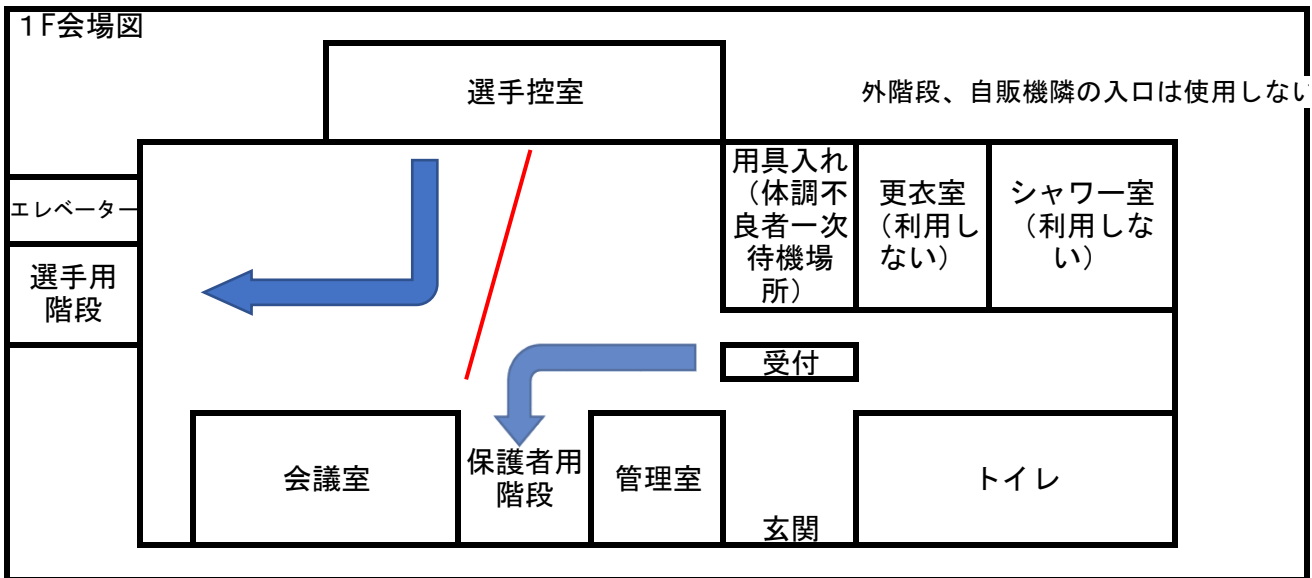 1F会場図
選手控室
外階段、自販機隣の入口は使用しない
用具入れ
（体調不
良者一次
待機場
所）
更衣室
（利用し
ない）
シャワー室
（利用しな
い）
エレベーター
選手用
階段
受付
会議室
保護者用
階段
管理室
トイレ
玄関